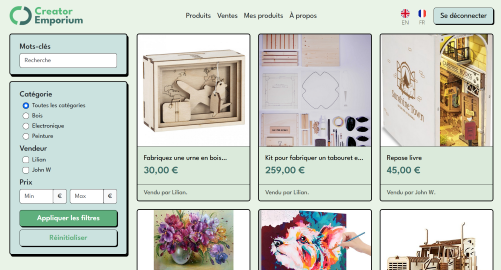 Creator
Emporium
Produits Ventes Mes produits À propos
EN FR
Se déconnecter
Mots-clés
Recherche
Catégorie
Toutes les catégories
Bois
Electronique
Peinture
Vendeur
Lilian
John W.
Prix
Min € Max €
Appliquer les filtres
Réinitialiser
Fabriquez une urne en bois...
30,00 €
Vendu par Lilian.
Kit pour fabriquer un tabouret e...
259,00 €
Vendu par Lilian.
Repose livre
45,00 €
Vendu par John W.